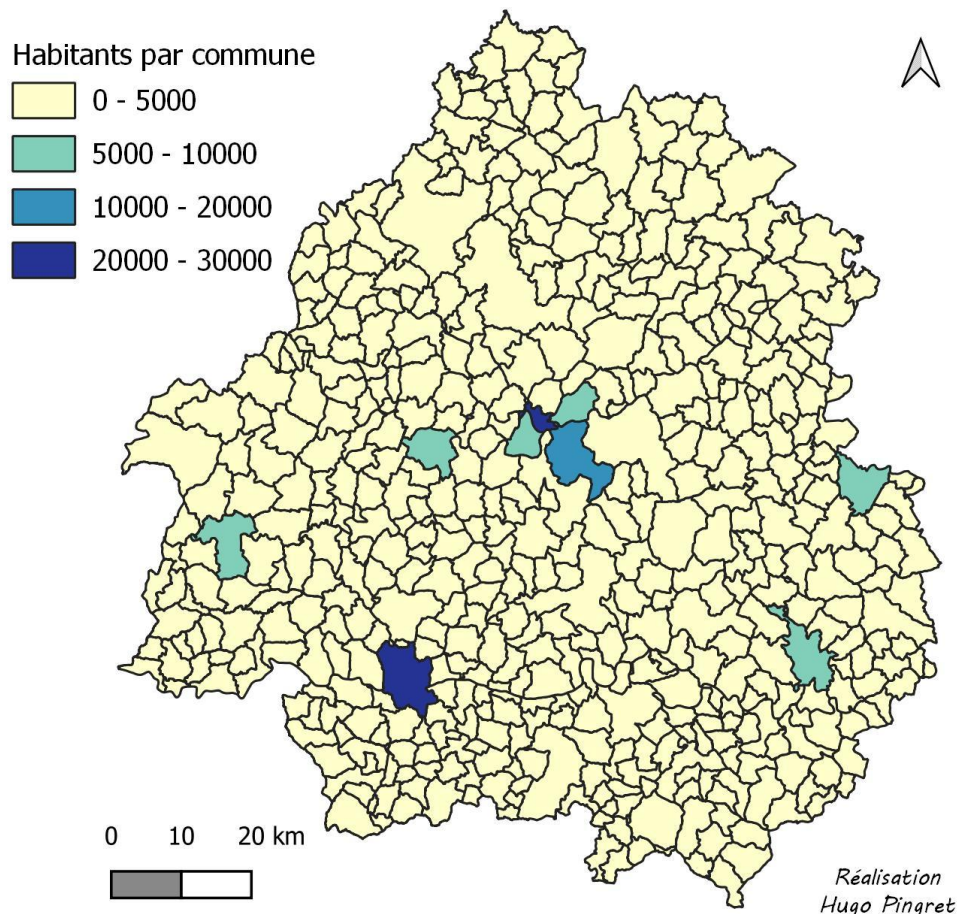 Habitants par commune
0 - 5000
5000 - 10000
10000 - 20000
20000 - 30000
0 10 20 km
Réalisation
Hugo Pingret